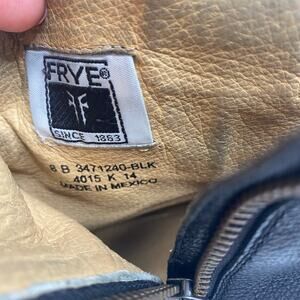 FRYE®
SINCE 1863
8 B 3471240-BLK
4015 K 14
MADE IN MEXICO